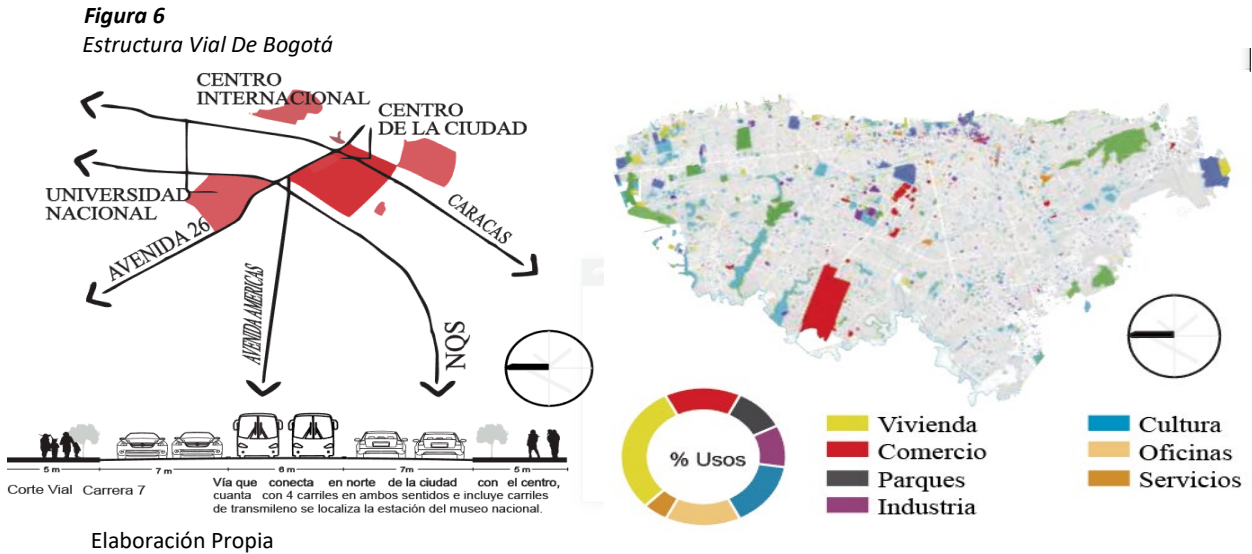 Figura 6
Estructura Vial De Bogotá
CENTRO
INTERNACIONAL
CENTRO
DE LA CIUDAD
UNIVERSIDAD
NACIONAL
AVENIDA 26
CARACAS
AVENIDA AMERICAS
NQS
5 m
7 m
6 m
7m
5 m
Corte Vial Carrera 7
Vía que conecta en norte de la ciudad con el centro,
cuanta con 4 carriles en ambos sentidos e incluye carriles
de transmileno se localiza la estación del museo nacional.
Elaboración Propia
% Usos
Vivienda
Comercio
Parques
Industria
Cultura
Oficinas
Servicios